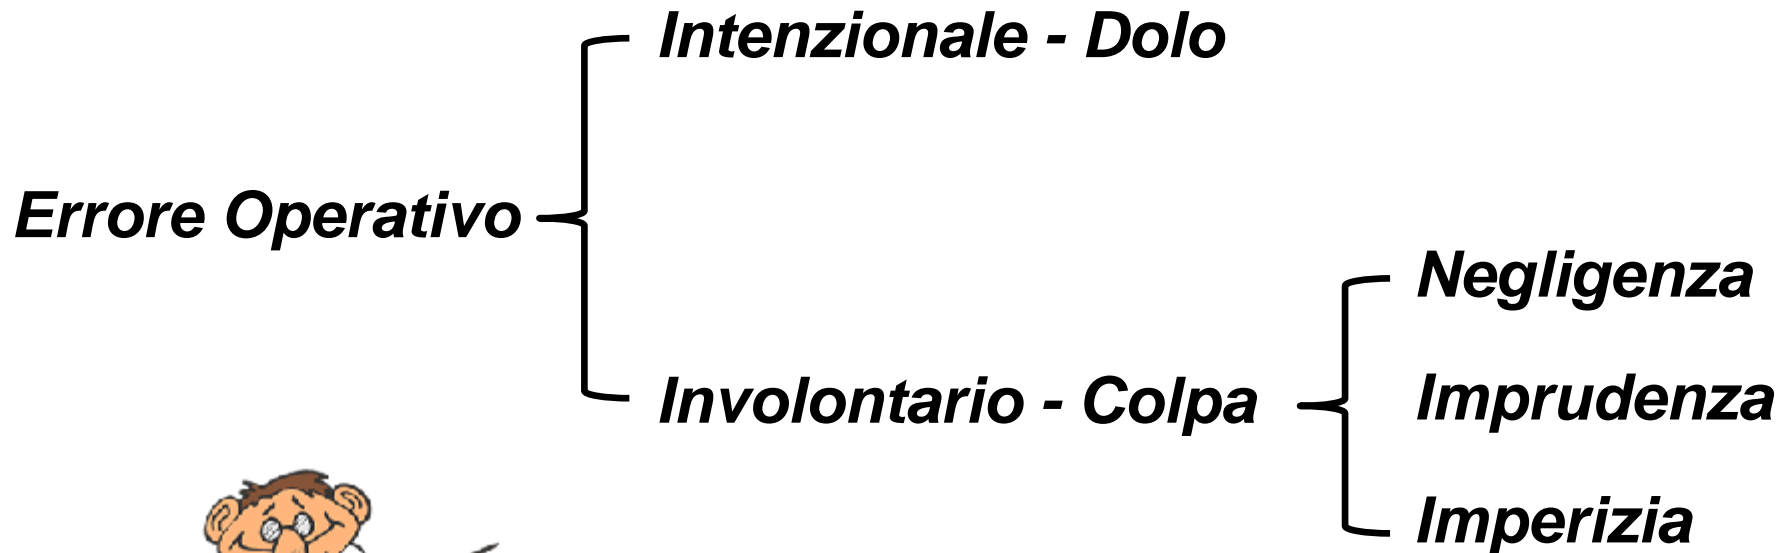 Intenzionale - Dolo
Errore Operativo
Negligenza
Involontario - Colpa
Imprudenza
Imperizia